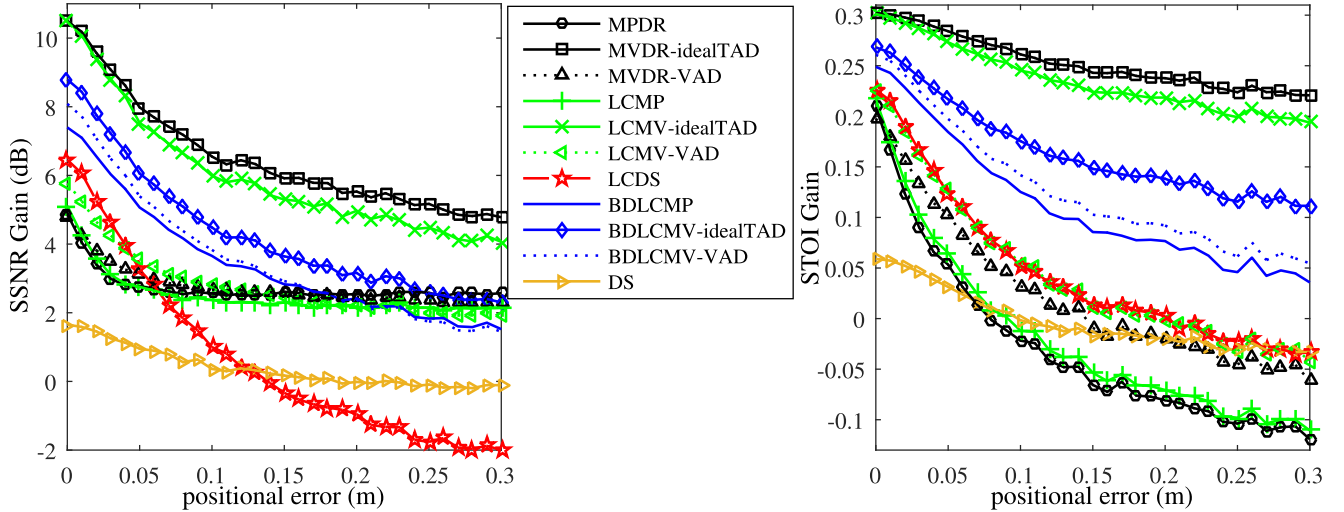 SSNR Gain (dB)
10
8
6
4
2
0
-2
0
0.05
0.1
0.15
0.2
0.25
0.3
positional error (m)
MPDR
MVDR-idealTAD
MVDR-VAD
LCMP
LCMV-idealTAD
LCMV-VAD
LCDS
BDLCMP
BDLCMV-idealTAD
BDLCMV-VAD
DS
STOI Gain
0.3
0.25
0.2
0.15
0.1
0.05
0
-0.05
-0.1
0
0.05
0.1
0.15
0.2
0.25
0.3
positional error (m)